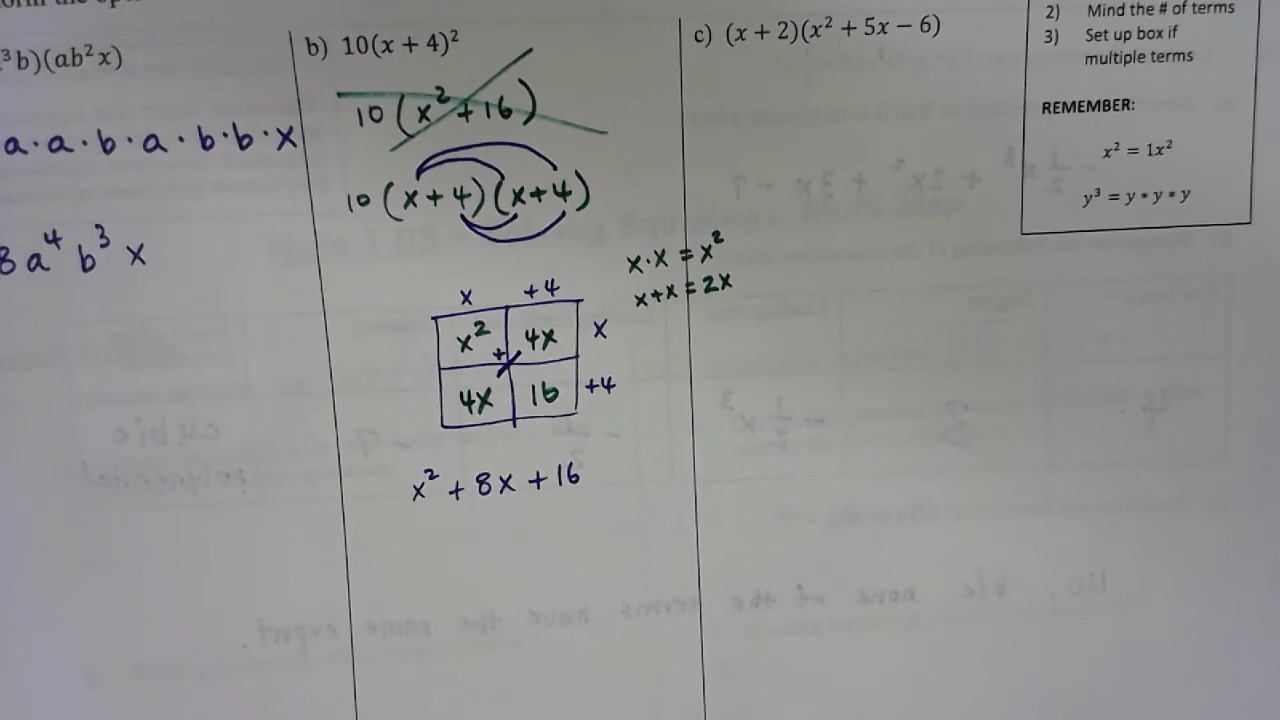 ³b)(ab²x)
a·a·b·a·b·b·x
8a⁴b³x
b) 10(x + 4)²
10(x²+16)
10(x+4)(x+4)
x·x = x²
x+x = 2x
x +4
x² 4x x
+
4x 16 +4
x² + 8x + 16
c) (x + 2)(x² + 5x − 6)
2) Mind the # of terms
3) Set up box if
multiple terms
REMEMBER:
x² = 1x²
y³ = y * y * y